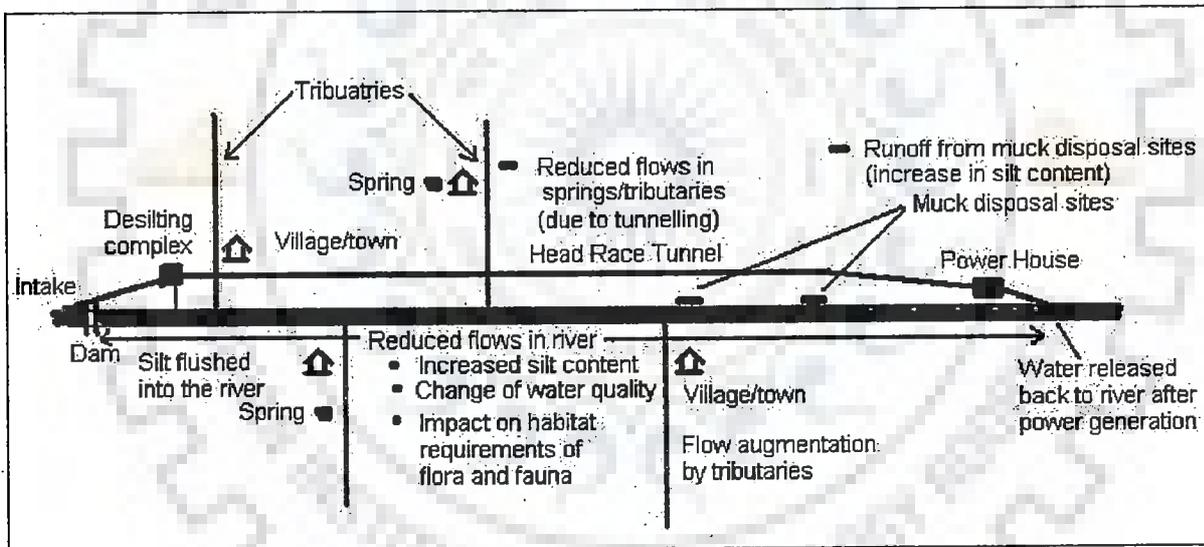 Tribuatries
Spring
Reduced flows in
springs/tributaries
(due to tunnelling)
Runoff from muck disposal sites
(increase in silt content)
Muck disposal sites
Desilting
complex
Village/town
Head Race Tunnel
Power House
Intake
Dam
Silt flushed
into the river
Spring
Reduced flows in river
Increased silt content
Change of water quality
Impact on habitat
requirements of
flora and fauna
Village/town
Flow augmentation
by tributaries
Water released
back to river after
power generation